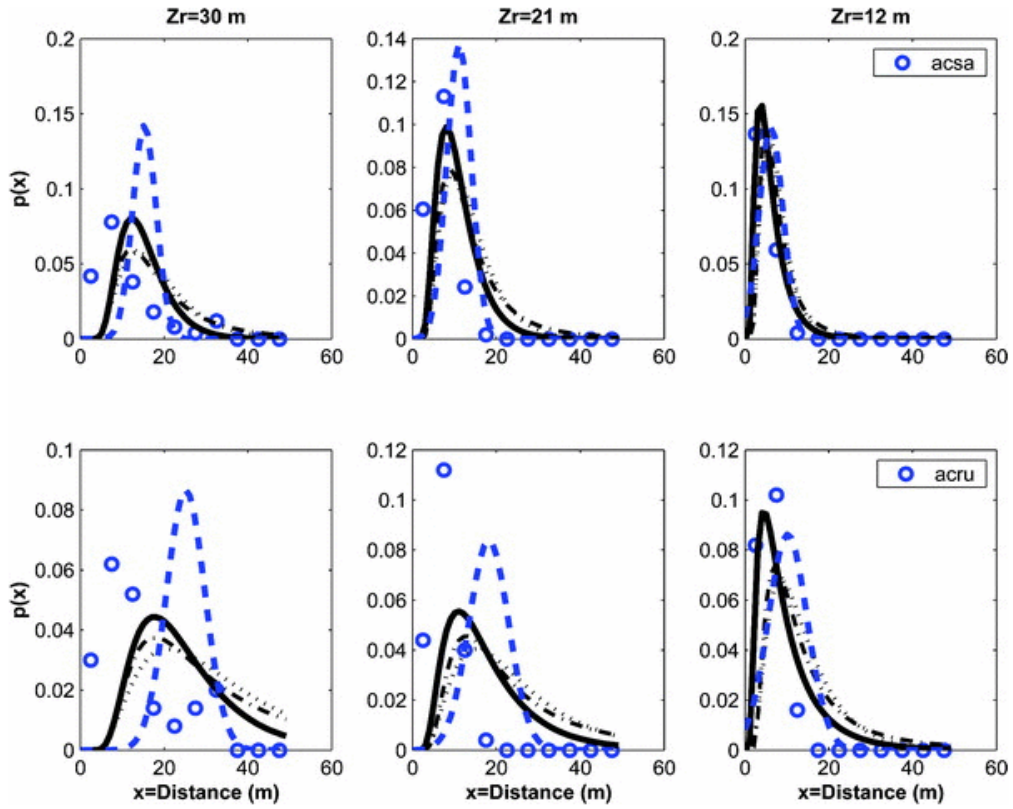 Zr=30 m Zr=21 m Zr=12 m
0.2 0.14 0.2
acsa
0.12
0.15 0.1 0.15
p(x) 0.1 0.08 0.1
0.06
0.05 0.04 0.05
0.02
0 0 0
0 20 40 60 0 20 40 60 0 20 40 60
0.1 0.12 0.12
acru
0.08 0.1 0.1
0.06 0.08 0.08
p(x) 0.06 0.06
0.04 0.04 0.04
0.02 0.02 0.02
0 0 0
0 20 40 60 0 20 40 60 0 20 40 60
x=Distance (m) x=Distance (m) x=Distance (m)